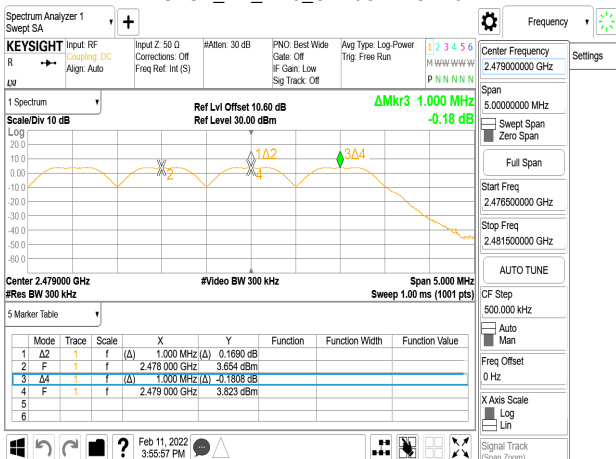 Spectrum Analyzer 1
Swept SA
Frequency
KEYSIGHT
R
Input: RF
Coupling: DC
Align: Auto
Input Z: 50 Ω
Corrections: Off
Freq Ref: Int (S)
#Atten: 30 dB
PNO: Best Wide
Gate: Off
IF Gain: Low
Sig Track: Off
Avg Type: Log-Power
Trig: Free Run
1 2 3 4 5 6
M W W W W W
P N N N N N
Center Frequency
2.479000000 GHz
Settings
1 Spectrum
Scale/Div 10 dB
Ref Lvl Offset 10.60 dB
Ref Level 30.00 dBm
ΔMkr3 1.000 MHz
-0.18 dB
Span
5.00000000 MHz
Swept Span
Zero Span
Full Span
Start Freq
2.476500000 GHz
Stop Freq
2.481500000 GHz
AUTO TUNE
CF Step
500.000 kHz
Auto
Man
Freq Offset
0 Hz
X Axis Scale
Log
Lin
Signal Track
(Span Zoom)
Log
20.0
10.0
0.00
-10.0
-20.0
-30.0
-40.0
-50.0
-60.0
1Δ2
3Δ4
2
4
Center 2.479000 GHz
#Res BW 300 kHz
#Video BW 300 kHz
Span 5.000 MHz
Sweep 1.00 ms (1001 pts)
5 Marker Table
Mode Trace Scale X Y Function Function Width Function Value
1 Δ2 1 f (Δ) 1.000 MHz (Δ) 0.1690 dB
2 F 1 f 2.478 000 GHz 3.654 dBm
3 Δ4 1 f (Δ) 1.000 MHz (Δ) -0.1808 dB
4 F 1 f 2.479 000 GHz 3.823 dBm
5
6
?
Feb 11, 2022
3:55:57 PM